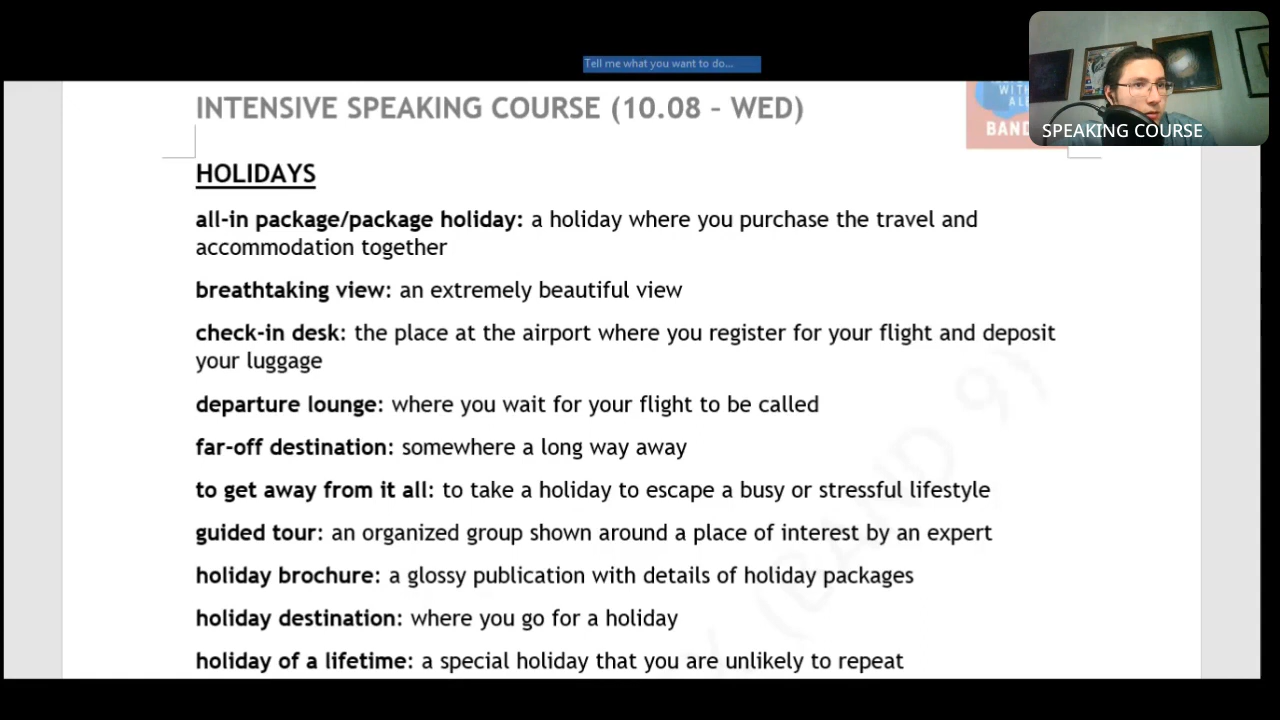 Tell me what you want to do...
INTENSIVE SPEAKING COURSE (10.08 – WED)
WITH
BAND
SPEAKING COURSE
HOLIDAYS
all-in package/package holiday: a holiday where you purchase the travel and
accommodation together
breathtaking view: an extremely beautiful view
check-in desk: the place at the airport where you register for your flight and deposit
your luggage
departure lounge: where you wait for your flight to be called
far-off destination: somewhere a long way away
to get away from it all: to take a holiday to escape a busy or stressful lifestyle
guided tour: an organized group shown around a place of interest by an expert
holiday brochure: a glossy publication with details of holiday packages
holiday destination: where you go for a holiday
holiday of a lifetime: a special holiday that you are unlikely to repeat
(BAND 9)